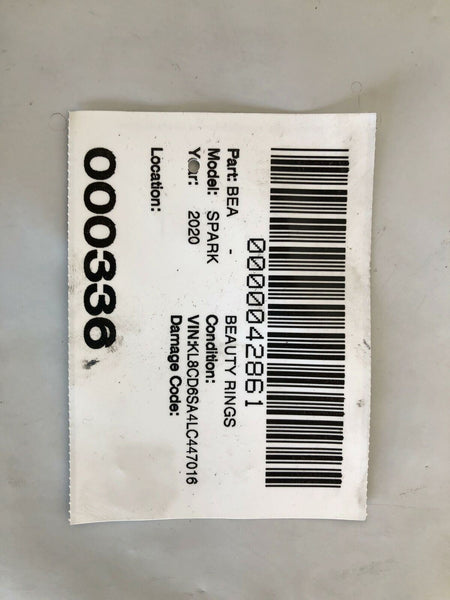 0000042861
Part: BEA - BEAUTY RINGS
Model: SPARK Condition:
Year: 2020 VIN:KL8CD6SA4LC447016
Damage Code:
Location:
000336